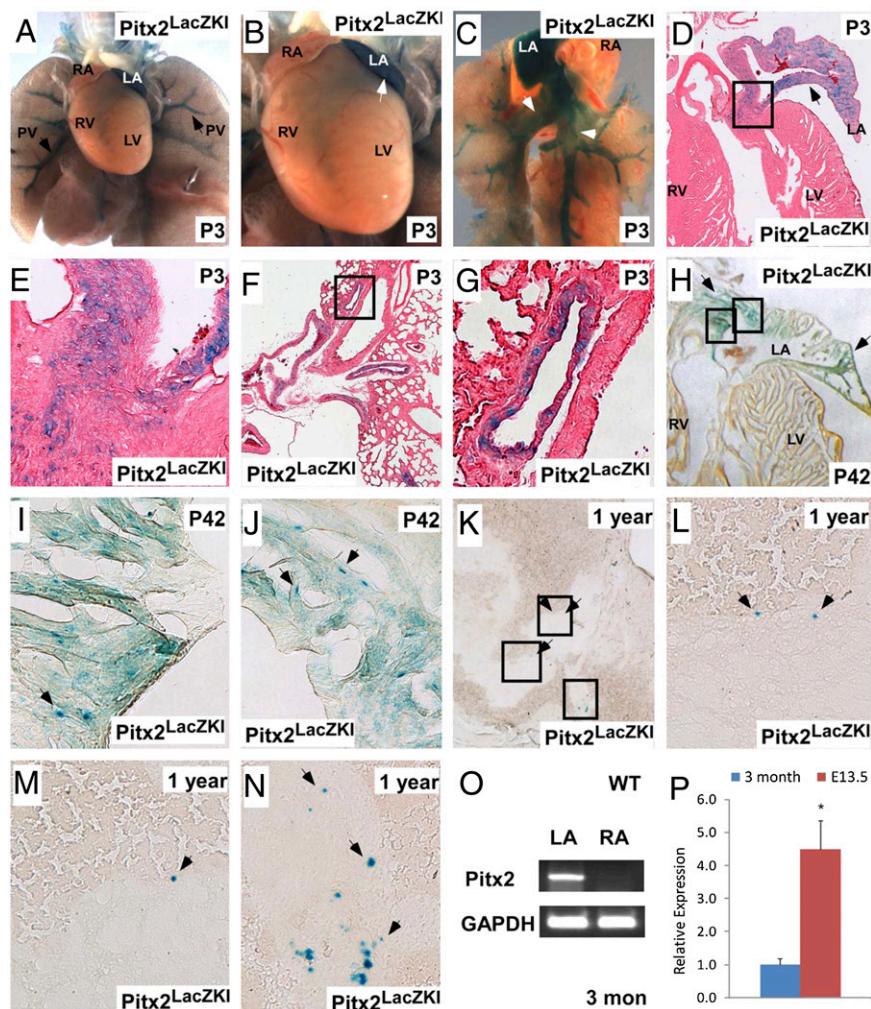 A
Pitx2LacZKI
RA
LA
PV
RV
LV
PV
P3
B
Pitx2LacZKI
RA
LA
RV
LV
P3
C
LA
RA
P3
D
P3
LA
RV
LV
Pitx2LacZKI
E
P3
Pitx2LacZKI
F
P3
Pitx2LacZKI
G
P3
Pitx2LacZKI
H
Pitx2LacZKI
LA
RV
LV
P42
I
P42
Pitx2LacZKI
J
P42
Pitx2LacZKI
K
1 year
Pitx2LacZKI
L
1 year
Pitx2LacZKI
M
1 year
Pitx2LacZKI
N
1 year
Pitx2LacZKI
O
WT
LA RA
Pitx2
GAPDH
3 mon
P
3 month E13.5
Relative Expression
6.0
5.0
4.0
3.0
2.0
1.0
0.0
*